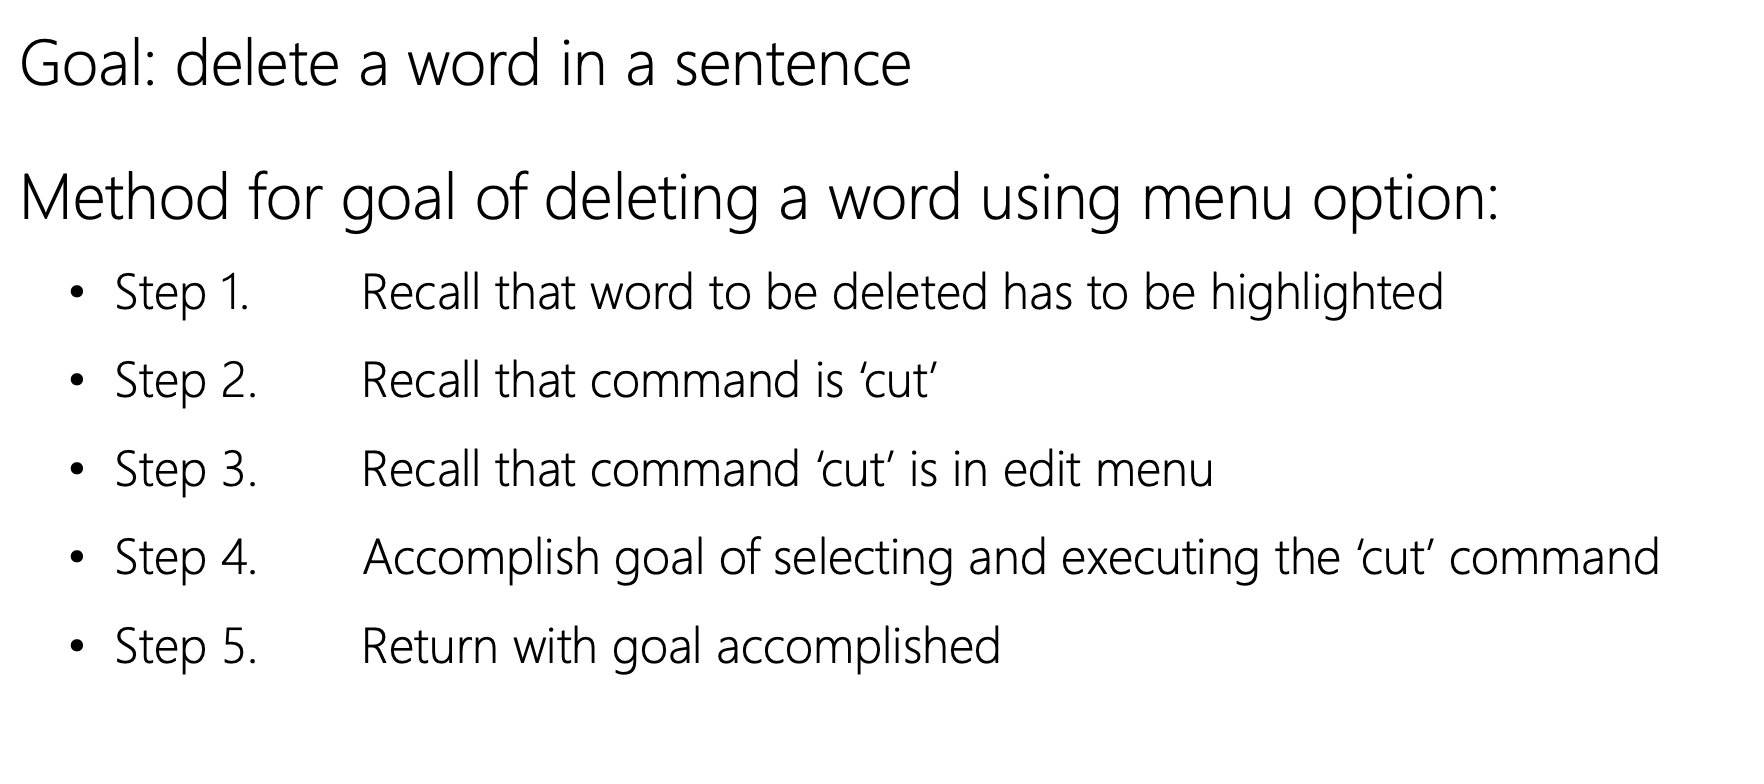 Goal: delete a word in a sentence
Method for goal of deleting a word using menu option:
• Step 1. Recall that word to be deleted has to be highlighted
• Step 2. Recall that command is ‘cut’
• Step 3. Recall that command ‘cut’ is in edit menu
• Step 4. Accomplish goal of selecting and executing the ‘cut’ command
• Step 5. Return with goal accomplished